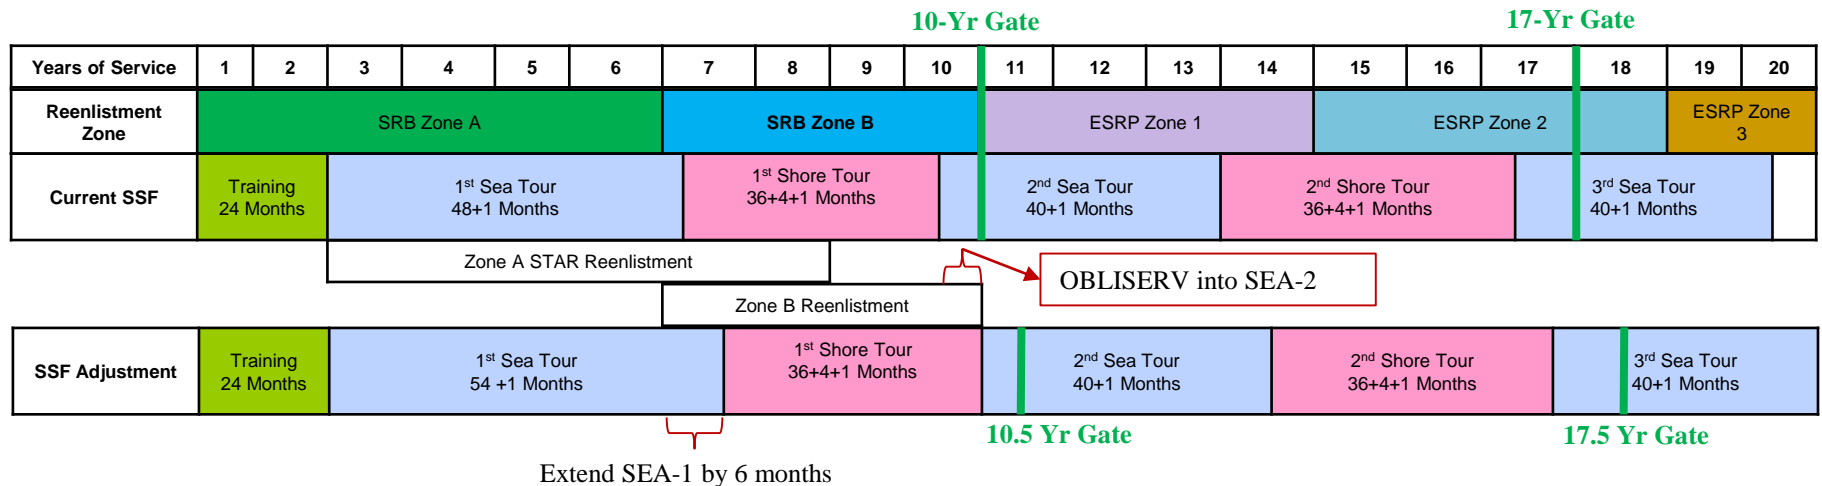 10-Yr Gate
17-Yr Gate
Years of Service 1 2 3 4 5 6 7 8 9 10 11 12 13 14 15 16 17 18 19 20
Reenlistment
Zone
SRB Zone A
SRB Zone B
ESRP Zone 1
ESRP Zone 2
ESRP Zone
3
Current SSF
Training
24 Months
1st Sea Tour
48+1 Months
1st Shore Tour
36+4+1 Months
2nd Sea Tour
40+1 Months
2nd Shore Tour
36+4+1 Months
3rd Sea Tour
40+1 Months
Zone A STAR Reenlistment
OBLISERV into SEA-2
Zone B Reenlistment
SSF Adjustment
Training
24 Months
1st Sea Tour
54 +1 Months
1st Shore Tour
36+4+1 Months
2nd Sea Tour
40+1 Months
2nd Shore Tour
36+4+1 Months
3rd Sea Tour
40+1 Months
10.5 Yr Gate
17.5 Yr Gate
Extend SEA-1 by 6 months